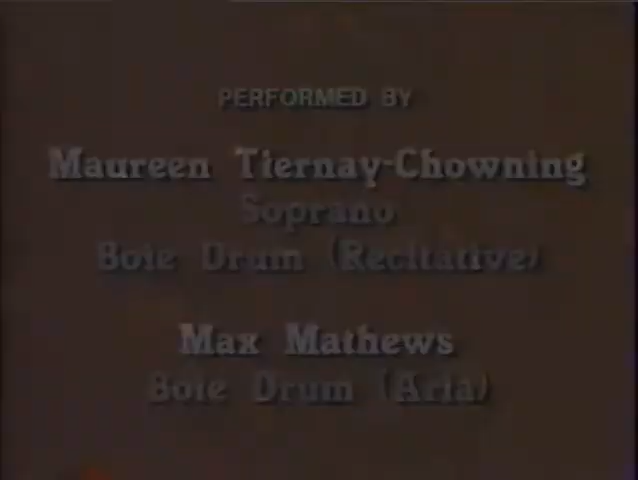 PERFORMED BY
Maureen Tiernay-Chowning
Soprano
Boie Drum (Recitative)
Max Mathews
Boie Drum (Aria)